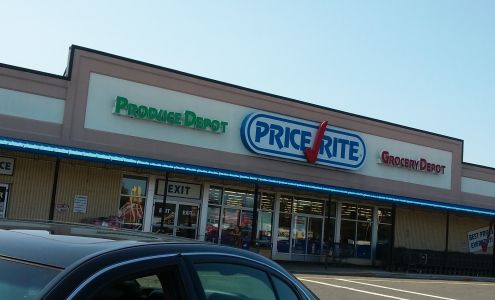 PRODUCE DEPOT
PRICE RITE
GROCERY DEPOT
EXIT